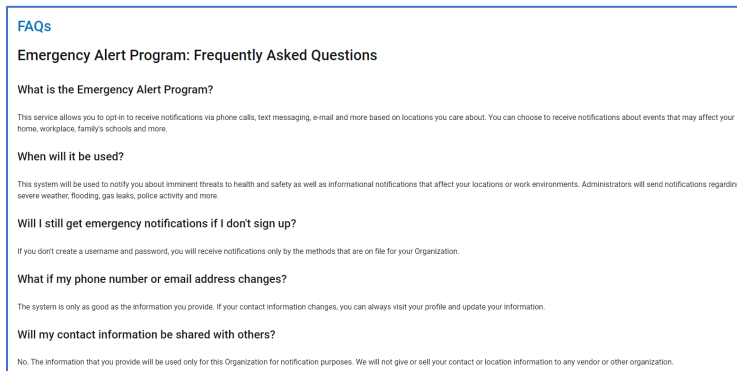 FAQs
Emergency Alert Program: Frequently Asked Questions
What is the Emergency Alert Program?
This service allows you to opt-in to receive notifications via phone calls, text messaging, e-mail and more based on locations you care about. You can choose to receive notifications about events that may affect your
home, workplace, family's schools and more.
When will it be used?
This system will be used to notify you about imminent threats to health and safety as well as informational notifications that affect your locations or work environments. Administrators will send notifications regardin
severe weather, flooding, gas leaks, police activity and more.
Will I still get emergency notifications if I don't sign up?
If you don't create a username and password, you will receive notifications only by the methods that are on file for your Organization.
What if my phone number or email address changes?
The system is only as good as the information you provide. If your contact information changes, you can always visit your profile and update your information.
Will my contact information be shared with others?
No. The information that you provide will be used only for this Organization for notification purposes. We will not give or sell your contact or location information to any vendor or other organization.